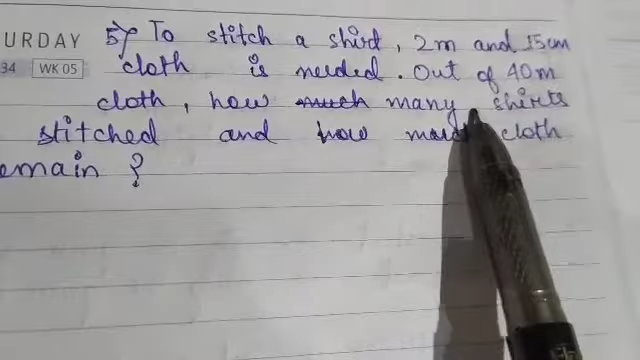 URDAY 5) To stitch a shirt, 2m and 15cm
34 WK 05 cloth is needed. Out of 40m
cloth, how much many shirts
stitched and how much cloth
emain ?